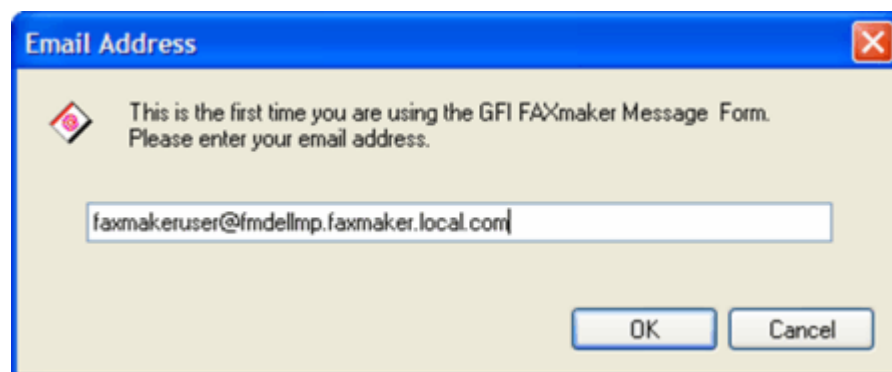 Email Address
This is the first time you are using the GFI FAXmaker Message Form.
Please enter your email address.
faxmakeruser@fmdellmp.faxmaker.local.com
OK
Cancel